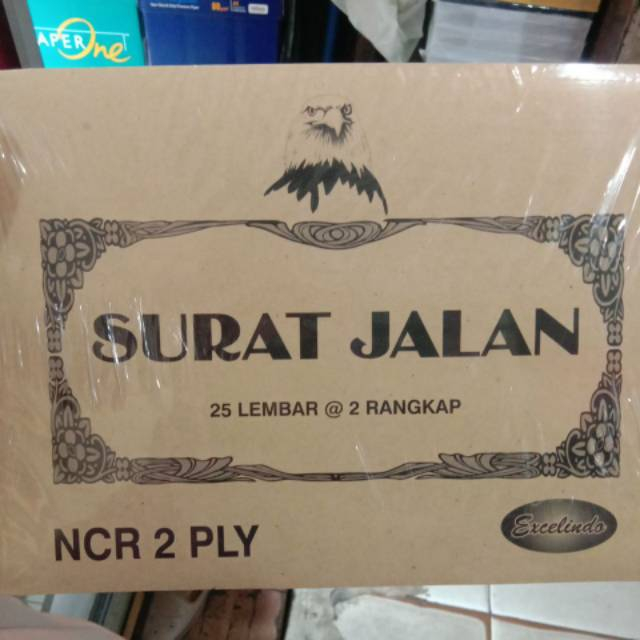 PAPEROne
SURAT JALAN
25 LEMBAR @ 2 RANGKAP
NCR 2 PLY
Excelindo